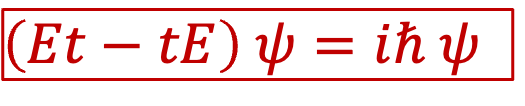 (Et − tE) ψ = iħ ψ